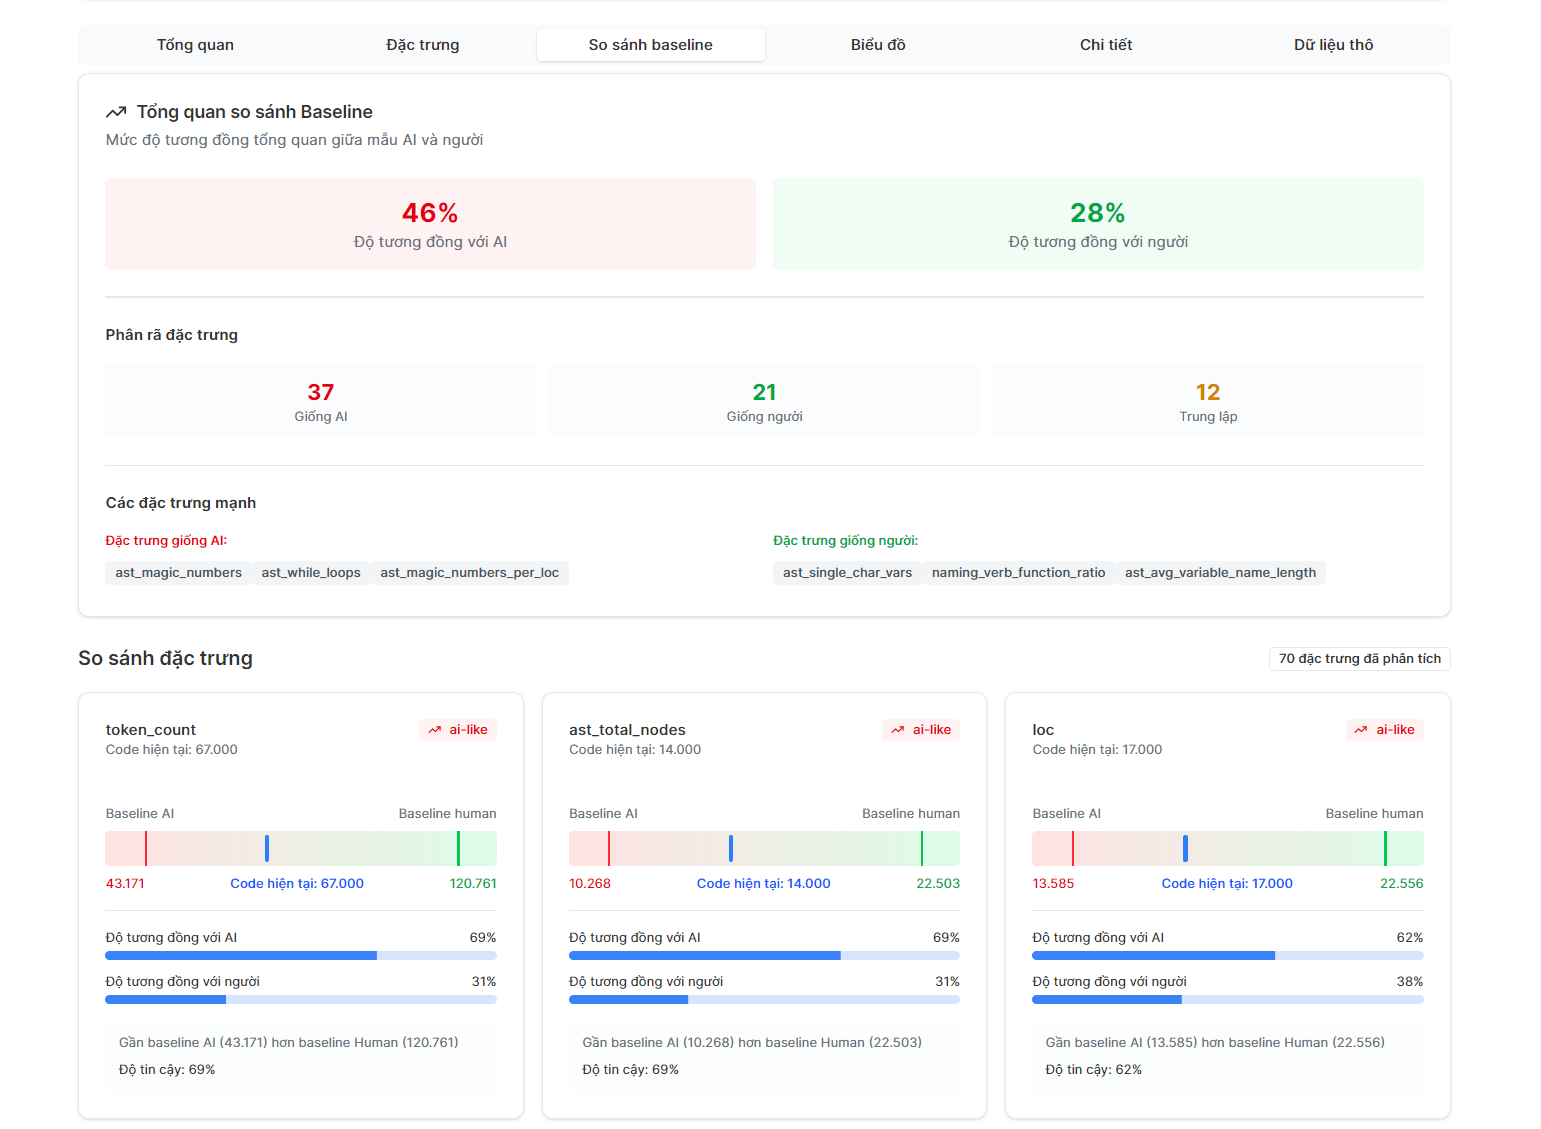 Tổng quan
Đặc trưng
So sánh baseline
Biểu đồ
Chi tiết
Dữ liệu thô
Tổng quan so sánh Baseline
Mức độ tương đồng tổng quan giữa mẫu AI và người
46%
Độ tương đồng với AI
28%
Độ tương đồng với người
Phân rã đặc trưng
37
Giống AI
21
Giống người
12
Trung lập
Các đặc trưng mạnh
Đặc trưng giống AI:
ast_magic_numbers
ast_while_loops
ast_magic_numbers_per_loc
Đặc trưng giống người:
ast_single_char_vars
naming_verb_function_ratio
ast_avg_variable_name_length
So sánh đặc trưng
70 đặc trưng đã phân tích
token_count
ai-like
Code hiện tại: 67.000
Baseline AI
Baseline human
43.171
Code hiện tại: 67.000
120.761
Độ tương đồng với AI
69%
Độ tương đồng với người
31%
Gần baseline AI (43.171) hơn baseline Human (120.761)
Độ tin cậy: 69%
ast_total_nodes
ai-like
Code hiện tại: 14.000
Baseline AI
Baseline human
10.268
Code hiện tại: 14.000
22.503
Độ tương đồng với AI
69%
Độ tương đồng với người
31%
Gần baseline AI (10.268) hơn baseline Human (22.503)
Độ tin cậy: 69%
loc
ai-like
Code hiện tại: 17.000
Baseline AI
Baseline human
13.585
Code hiện tại: 17.000
22.556
Độ tương đồng với AI
62%
Độ tương đồng với người
38%
Gần baseline AI (13.585) hơn baseline Human (22.556)
Độ tin cậy: 62%